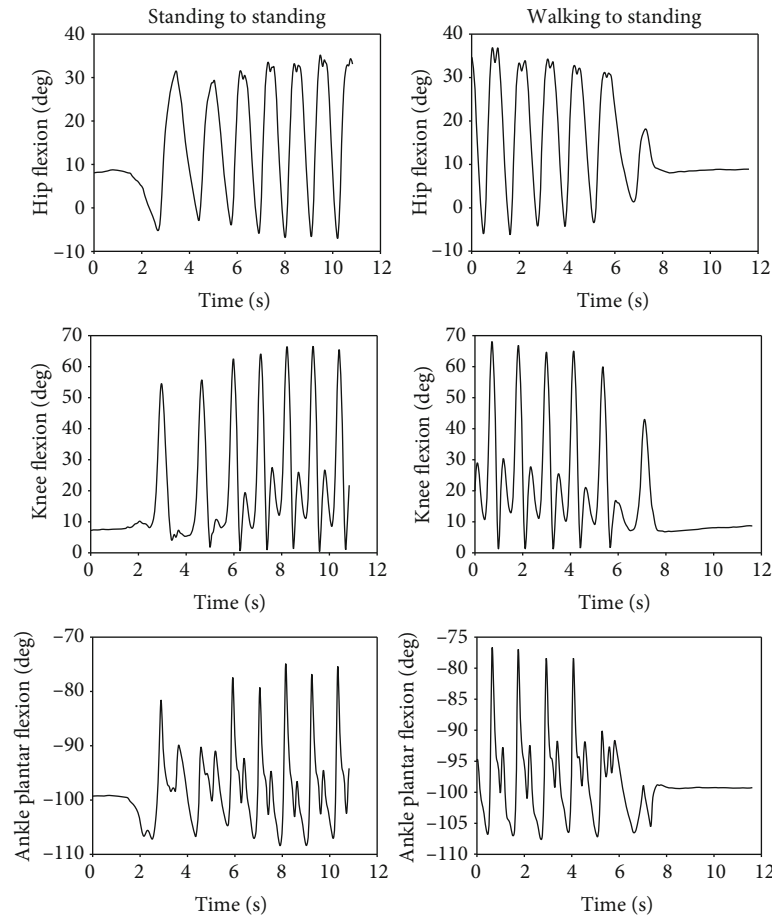 Standing to standing
Walking to standing
Hip flexion (deg)
40
30
20
10
0
−10
0 2 4 6 8 10 12
Time (s)
Hip flexion (deg)
40
30
20
10
0
−10
0 2 4 6 8 10 12
Time (s)
Knee flexion (deg)
70
60
50
40
30
20
10
0
0 2 4 6 8 10 12
Time (s)
Knee flexion (deg)
70
60
50
40
30
20
10
0
0 2 4 6 8 10 12
Time (s)
Ankle plantar flexion (deg)
−70
−80
−90
−100
−110
0 2 4 6 8 10 12
Time (s)
Ankle plantar flexion (deg)
−75
−80
−85
−90
−95
−100
−105
−110
0 2 4 6 8 10 12
Time (s)